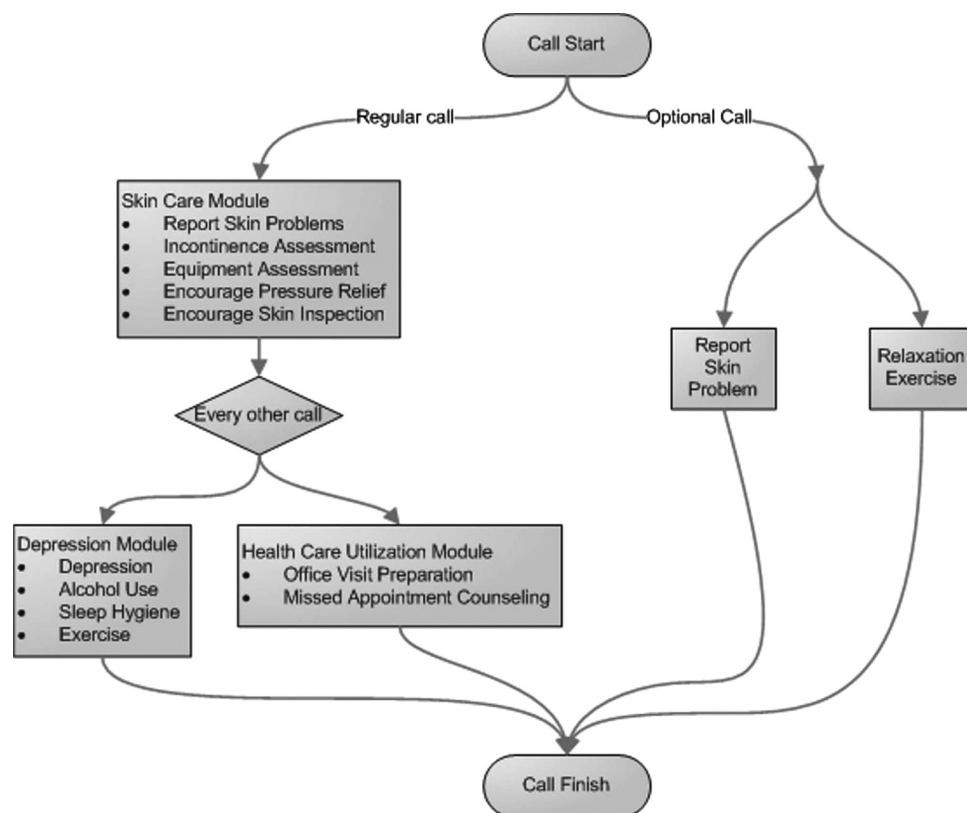 Call Start
Regular call
Optional Call
Skin Care Module
• Report Skin Problems
• Incontinence Assessment
• Equipment Assessment
• Encourage Pressure Relief
• Encourage Skin Inspection
Report
Skin
Problem
Relaxation
Exercise
Every other call
Depression Module
• Depression
• Alcohol Use
• Sleep Hygiene
• Exercise
Health Care Utilization Module
• Office Visit Preparation
• Missed Appointment Counseling
Call Finish